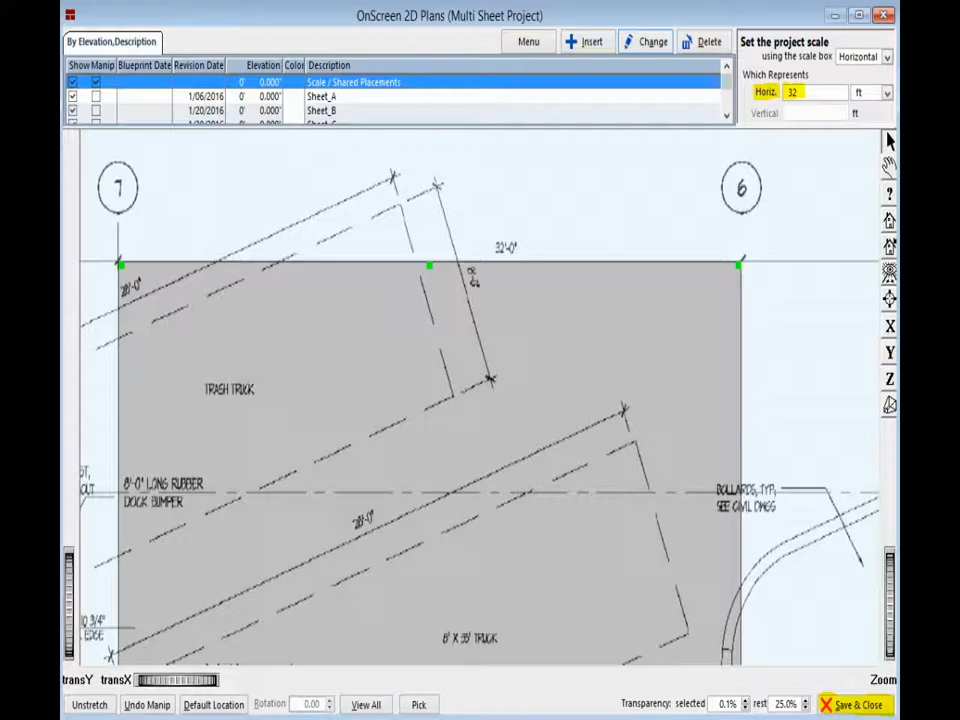 OnScreen 2D Plans (Multi Sheet Project)
By Elevation,Description
Menu
Insert
Change
Delete
Set the project scale
using the scale box
Horizontal
Which Represents
Horiz.
32
ft
Vertical
ft
Show Manip Blueprint Date Revision Date Elevation Color Description
0' 0.000" Scale / Shared Placements
1/06/2016 0' 0.000" Sheet_A
1/20/2016 0' 0.000" Sheet_B
7
6
32'-0"
28'-0"
TRASH TRUCK
8'-0" LONG RUBBER
DOCK BUMPER
BOLLARDS, TYP,
SEE CIVIL DWGS
28'-0"
3/4"
EDGE
8' X 35' TRUCK
?
X
Y
Z
transY transX
Zoom
Unstretch
Undo Manip
Default Location
Rotation
0.00
View All
Pick
Transparency: selected
0.1%
rest
25.0%
Save & Close